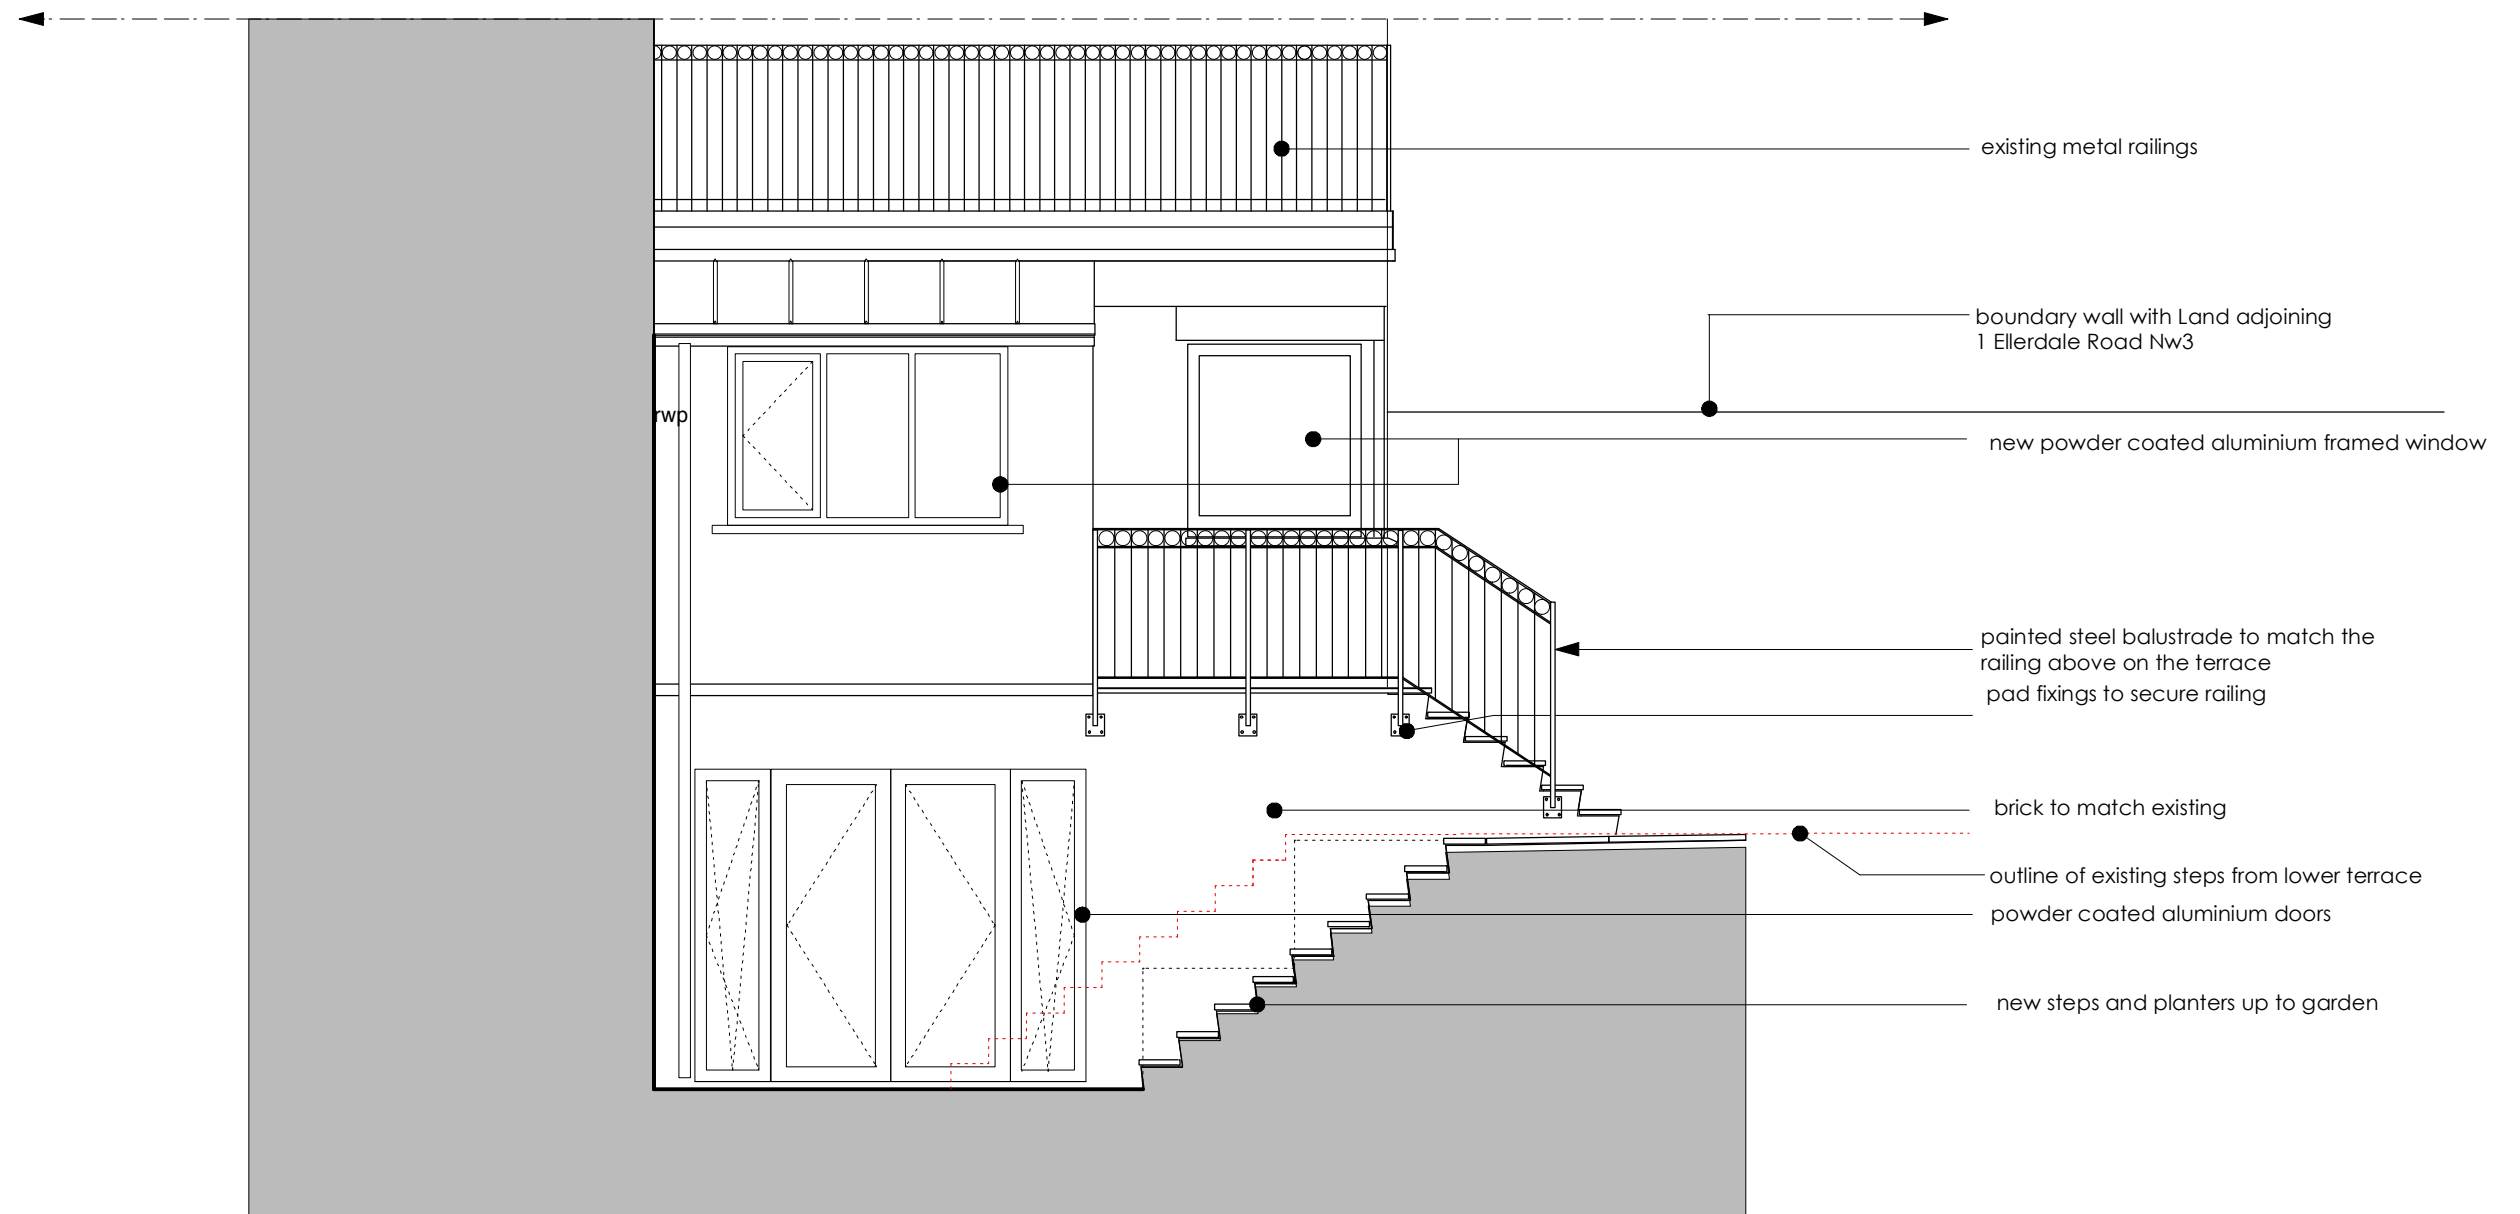 existing metal railings
boundary wall with Land adjoining
1 Ellerdale Road Nw3
rwp
new powder coated aluminium framed window
painted steel balustrade to match the
railing above on the terrace
pad fixings to secure railing
brick to match existing
outline of existing steps from lower terrace
powder coated aluminium doors
new steps and planters up to garden